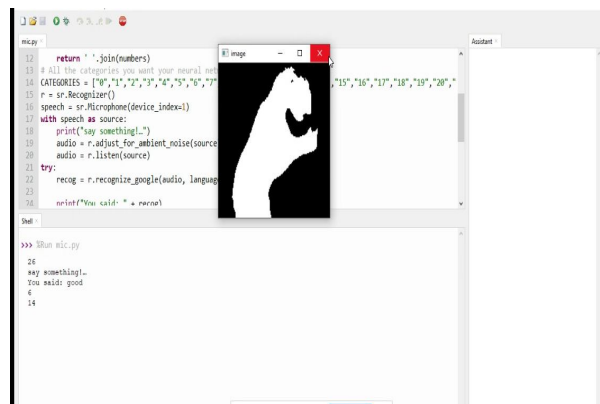 mic.py
Assistant
12 return ' '.join(numbers)
13 # All the categories you want your neural net
14 CATEGORIES = ["0","1","2","3","4","5","6","7" "15","16","17","18","19","20","
15 r = sr.Recognizer()
16 speech = sr.Microphone(device_index=1)
17 with speech as source:
18 print("say something!…")
19 audio = r.adjust_for_ambient_noise(source
20 audio = r.listen(source)
21 try:
22 recog = r.recognize_google(audio, languag
23
24 print("You said: " + recog)
image
Shell
>>> %Run mic.py
26
say something!…
You said: good
6
14